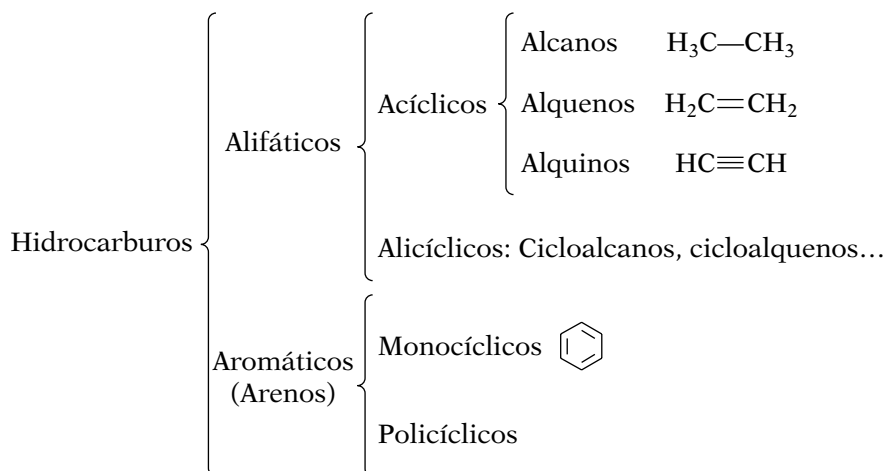 Alcanos H₃C—CH₃
Acíclicos
Alquenos H₂C=CH₂
Alifáticos
Alquinos HC≡CH
Hidrocarburos
Alicíclicos: Cicloalcanos, cicloalquenos…
Monocíclicos
Aromáticos
(Arenos)
Policíclicos